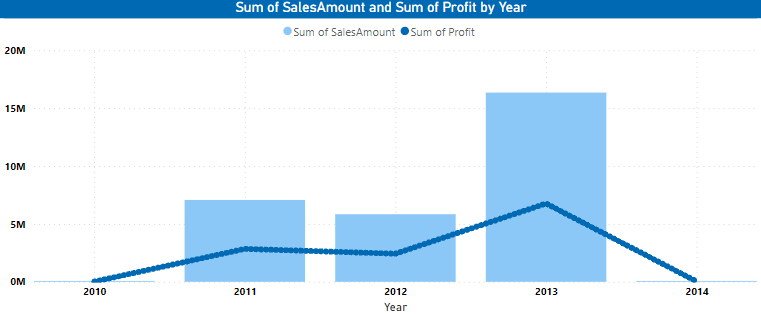 Sum of SalesAmount and Sum of Profit by Year
Sum of SalesAmount Sum of Profit
20M
15M
10M
5M
0M
2010 2011 2012 2013 2014
Year